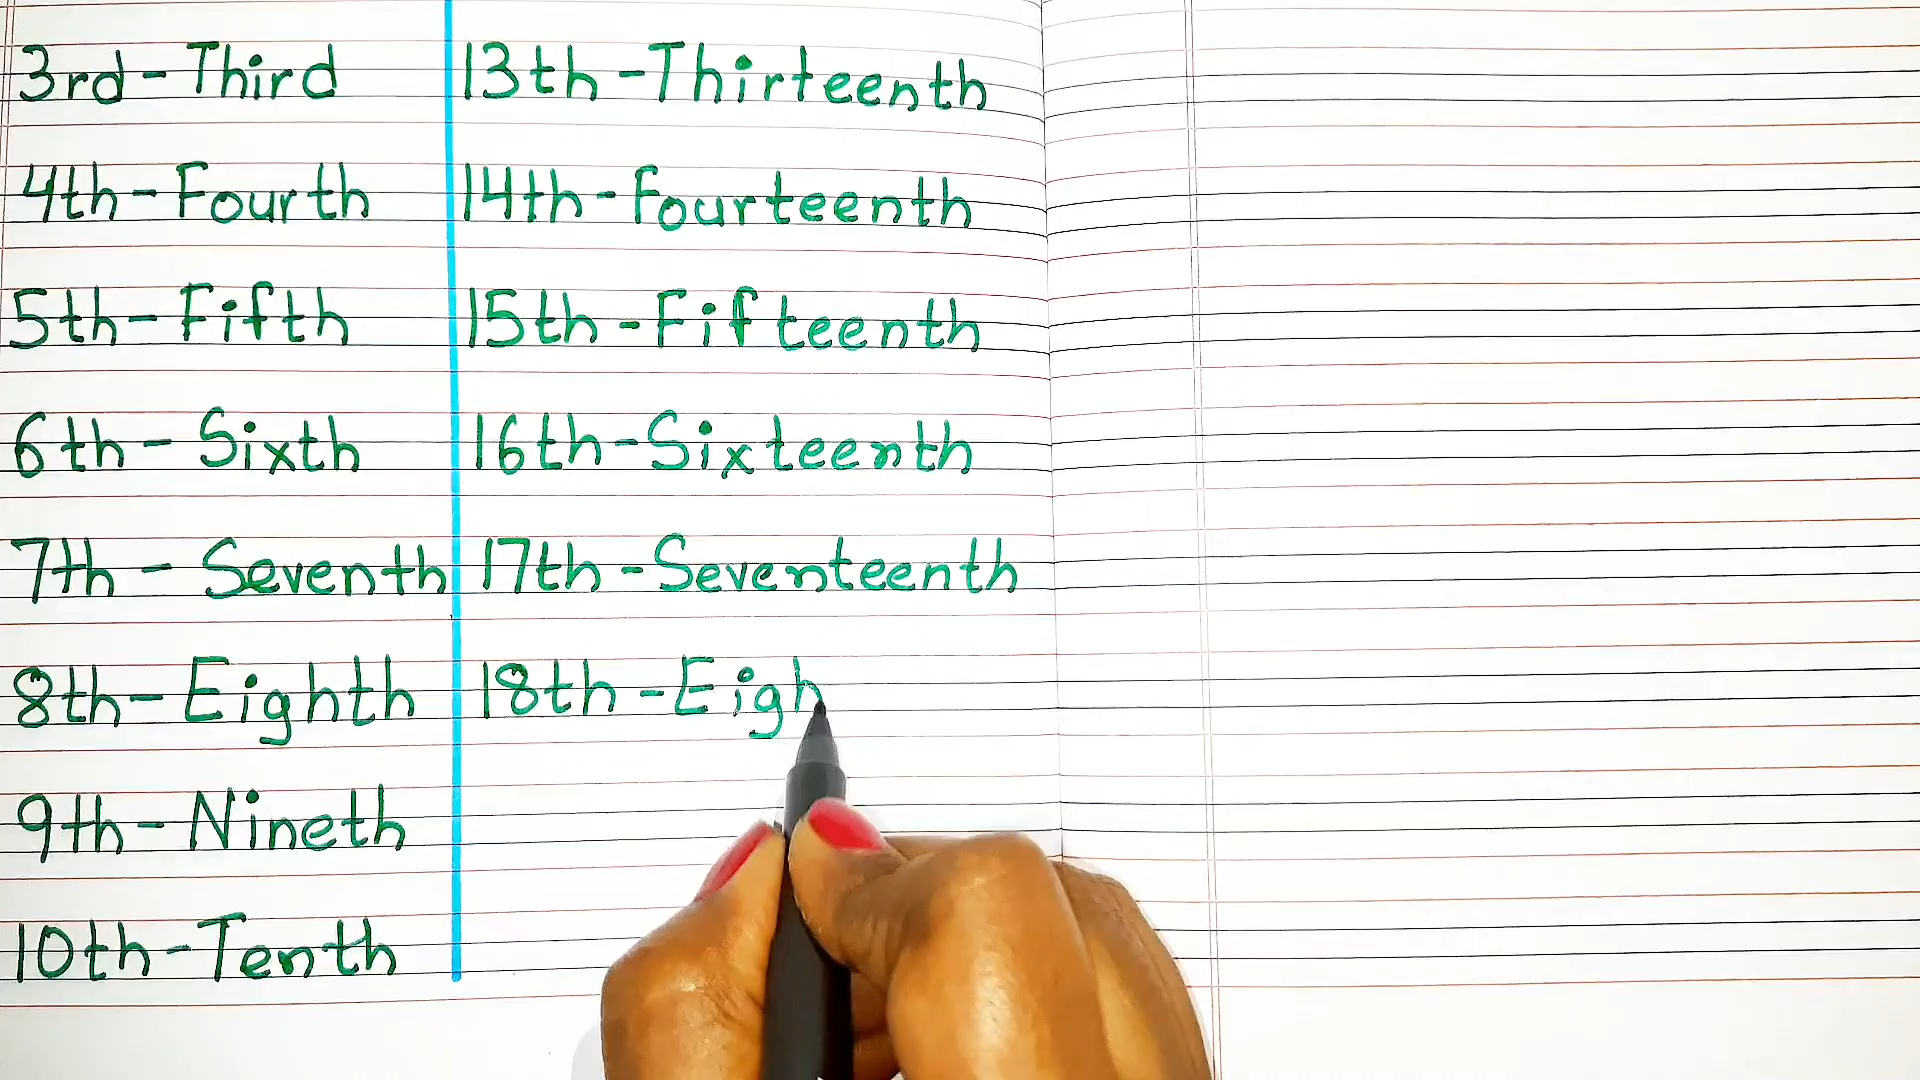 3rd - Third
4th - Fourth
5th - Fifth
6th - Sixth
7th - Seventh
8th - Eighth
9th - Nineth
10th - Tenth
13th - Thirteenth
14th - Fourteenth
15th - Fifteenth
16th - Sixteenth
17th - Seventeenth
18th - Eigh